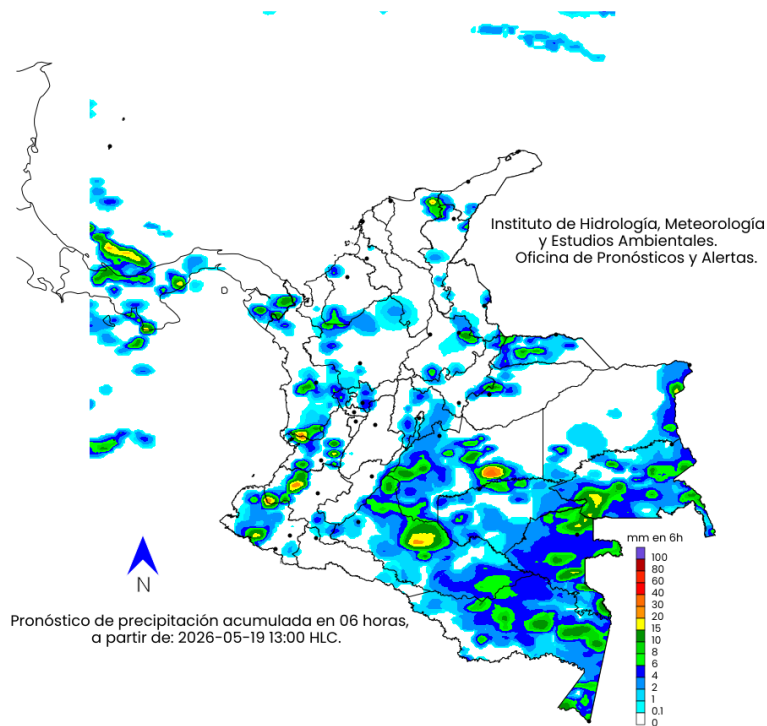 Instituto de Hidrología, Meteorología
y Estudios Ambientales.
Oficina de Pronósticos y Alertas.
mm en 6h
100
80
60
40
30
20
15
10
8
6
4
2
1
0.1
0
N
Pronóstico de precipitación acumulada en 06 horas,
a partir de: 2026-05-19 13:00 HLC.